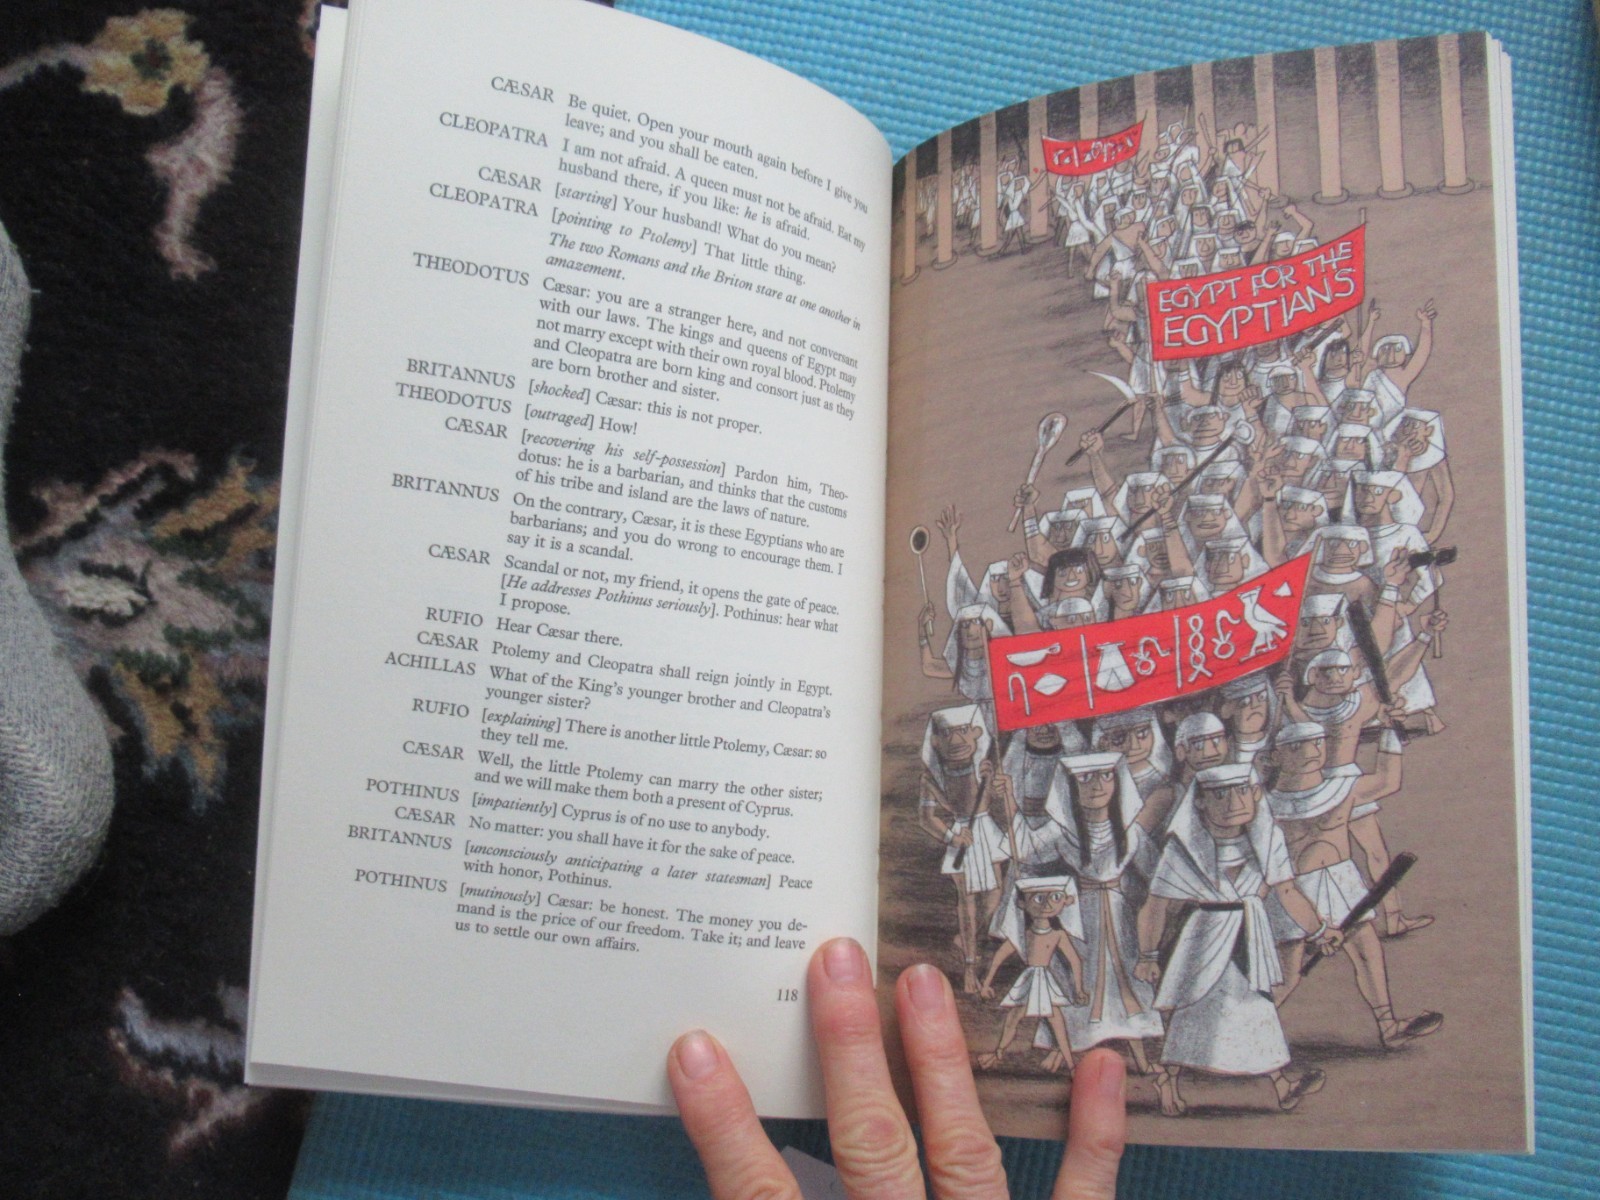 CÆSAR Be quiet. Open your mouth again before I give you
leave; and you shall be eaten.
CLEOPATRA I am not afraid. A queen must not be afraid. Eat my
husband there, if you like: he is afraid.
CÆSAR [starting] Your husband! What do you mean?
CLEOPATRA [pointing to Ptolemy] That little thing.
The two Romans and the Briton stare at one another in
amazement.
THEODOTUS Cæsar: you are a stranger here, and not conversant
with our laws. The kings and queens of Egypt may
not marry except with their own royal blood. Ptolemy
and Cleopatra are born king and consort just as they
are born brother and sister.
BRITANNUS [shocked] Cæsar: this is not proper.
THEODOTUS [outraged] How!
CÆSAR [recovering his self-possession] Pardon him, Theo-
dotus: he is a barbarian, and thinks that the customs
of his tribe and island are the laws of nature.
BRITANNUS On the contrary, Cæsar, it is these Egyptians who are
barbarians; and you do wrong to encourage them. I
say it is a scandal.
CÆSAR Scandal or not, my friend, it opens the gate of peace.
[He addresses Pothinus seriously]. Pothinus: hear what
I propose.
RUFIO Hear Cæsar there.
CÆSAR Ptolemy and Cleopatra shall reign jointly in Egypt.
ACHILLAS What of the King's younger brother and Cleopatra's
younger sister?
RUFIO [explaining] There is another little Ptolemy, Cæsar: so
they tell me.
CÆSAR Well, the little Ptolemy can marry the other sister;
and we will make them both a present of Cyprus.
POTHINUS [impatiently] Cyprus is of no use to anybody.
CÆSAR No matter: you shall have it for the sake of peace.
BRITANNUS [unconsciously anticipating a later statesman] Peace
with honor, Pothinus.
POTHINUS [mutinously] Cæsar: be honest. The money you de-
mand is the price of our freedom. Take it; and leave
us to settle our own affairs.
118
EGYPT FOR THE
EGYPTIANS